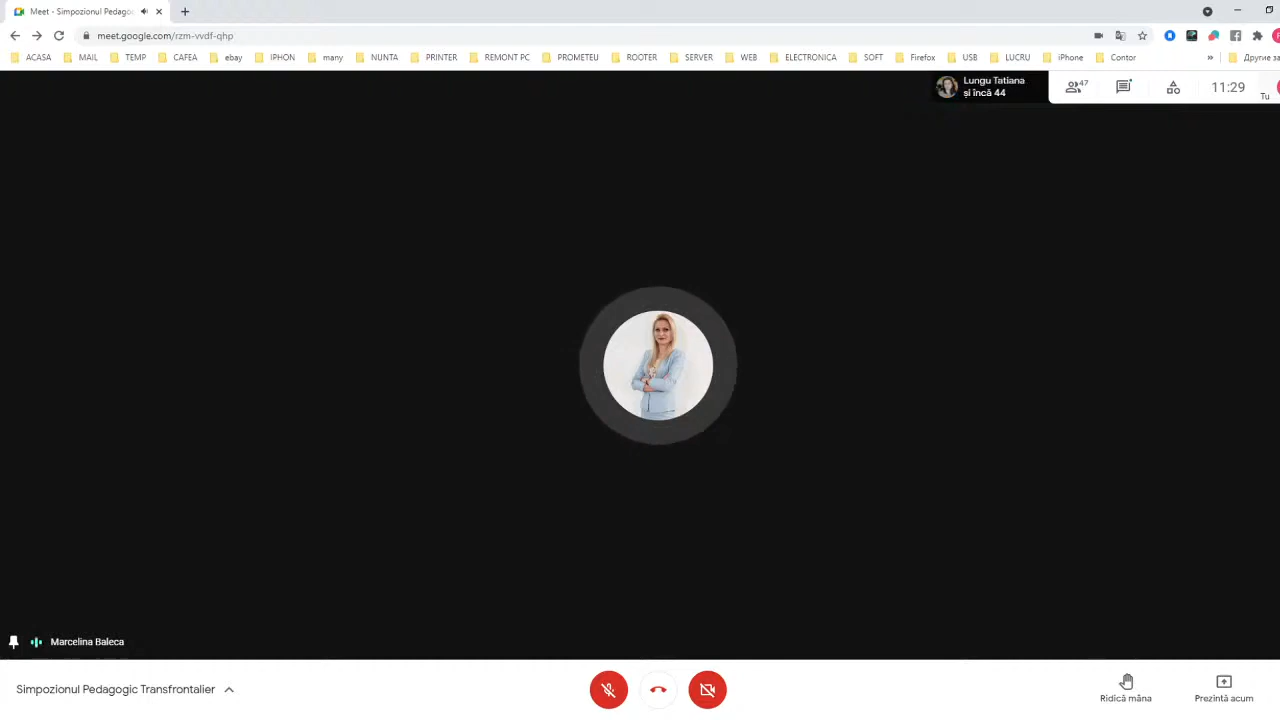 Meet - Simpozionul Pedagog
meet.google.com/rzm-vvdf-qhp
ACASA MAIL TEMP CAFEA ebay IPHON many NUNTA PRINTER REMONT PC PROMETEU ROOTER SERVER WEB ELECTRONICA SOFT Firefox USB LUCRU iPhone Contor » Другие за
Lungu Tatiana
și încă 44
47
11:29
Tu
Marcelina Baleca
Simpozionul Pedagogic Transfrontalier
Ridică mâna
Prezintă acum